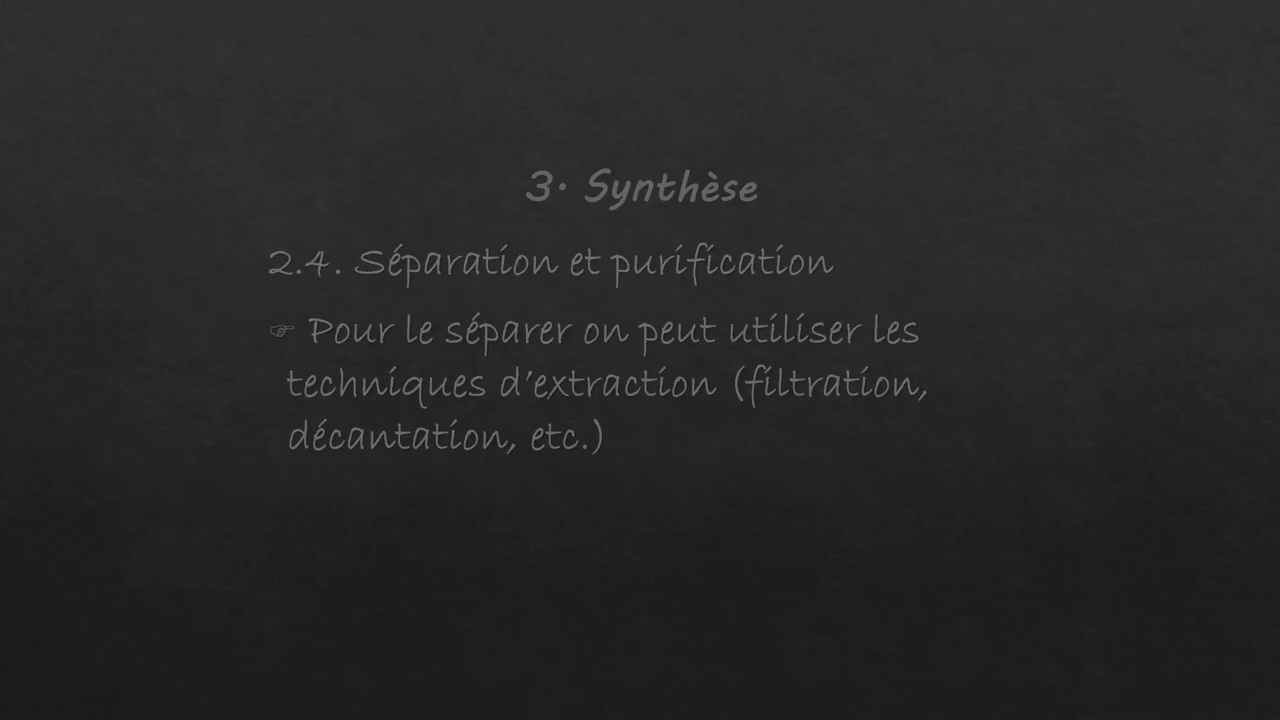 3. Synthèse
2.4. Séparation et purification
☞ Pour le séparer on peut utiliser les
techniques d’extraction (filtration,
décantation, etc.)